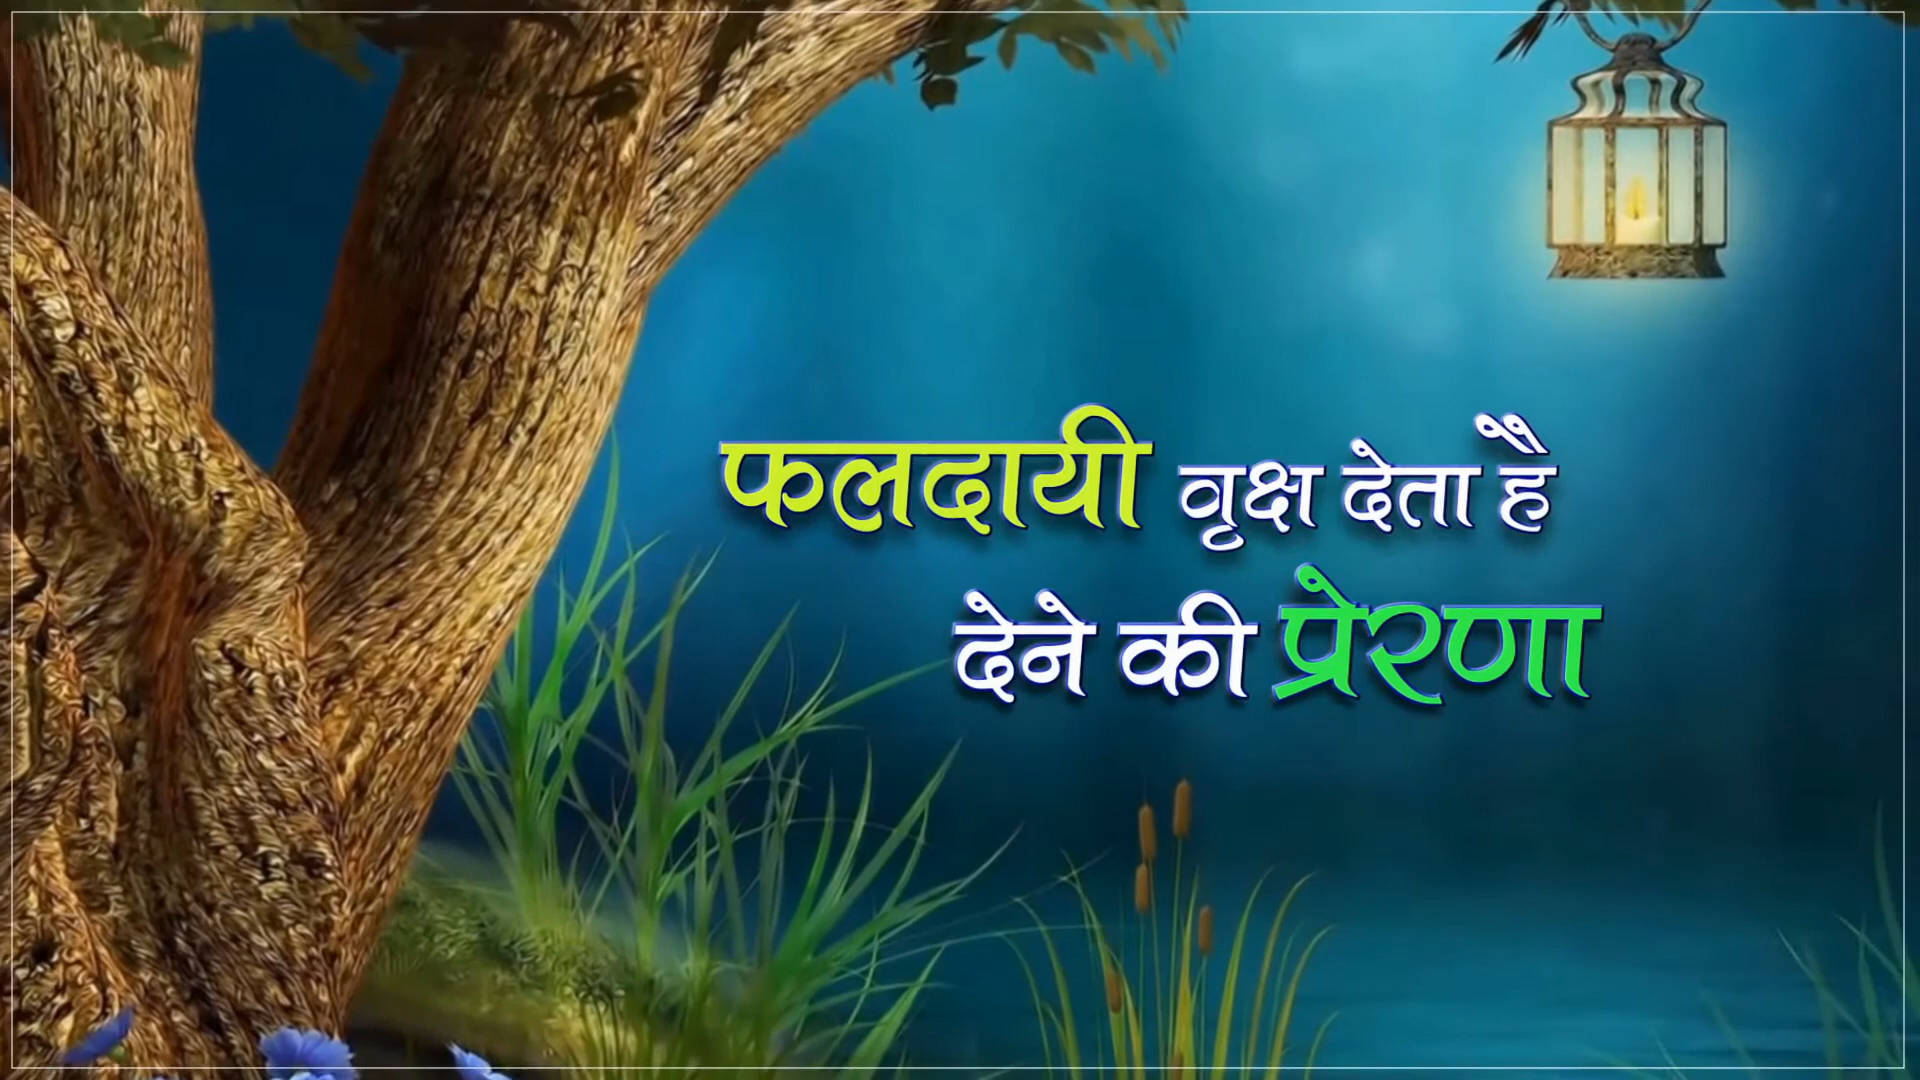 फलदायी वृक्ष देता है
देने की प्रेरणा